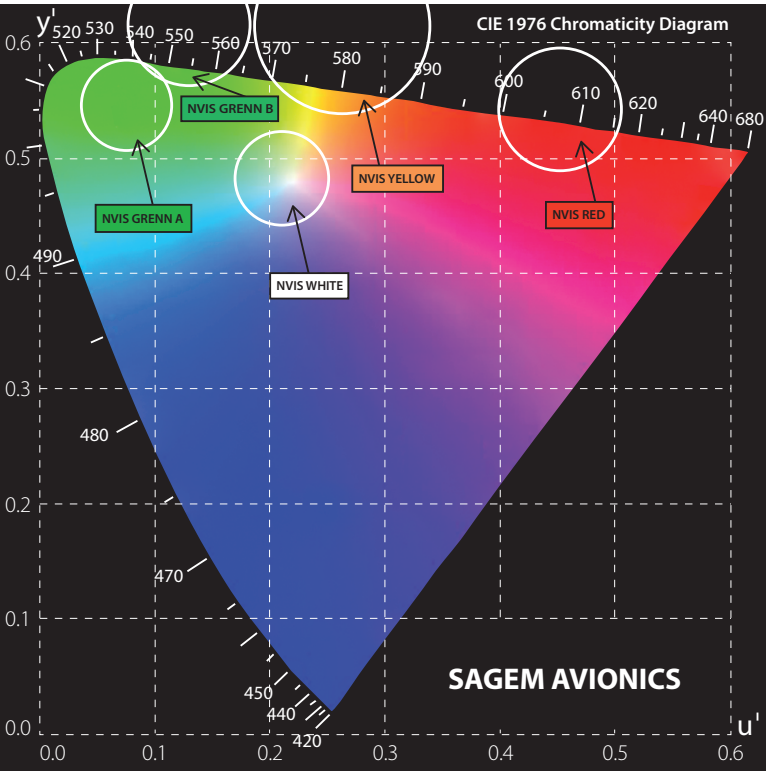 y'
CIE 1976 Chromaticity Diagram
520 530 540 550 560 570 580 590 600 610 620 640 680
0.6
NVIS GRENN B
0.5
NVIS YELLOW
NVIS GRENN A
NVIS RED
490
0.4
NVIS WHITE
0.3
480
0.2
470
0.1
SAGEM AVIONICS
450
440
420
0.0
u'
0.0 0.1 0.2 0.3 0.4 0.5 0.6